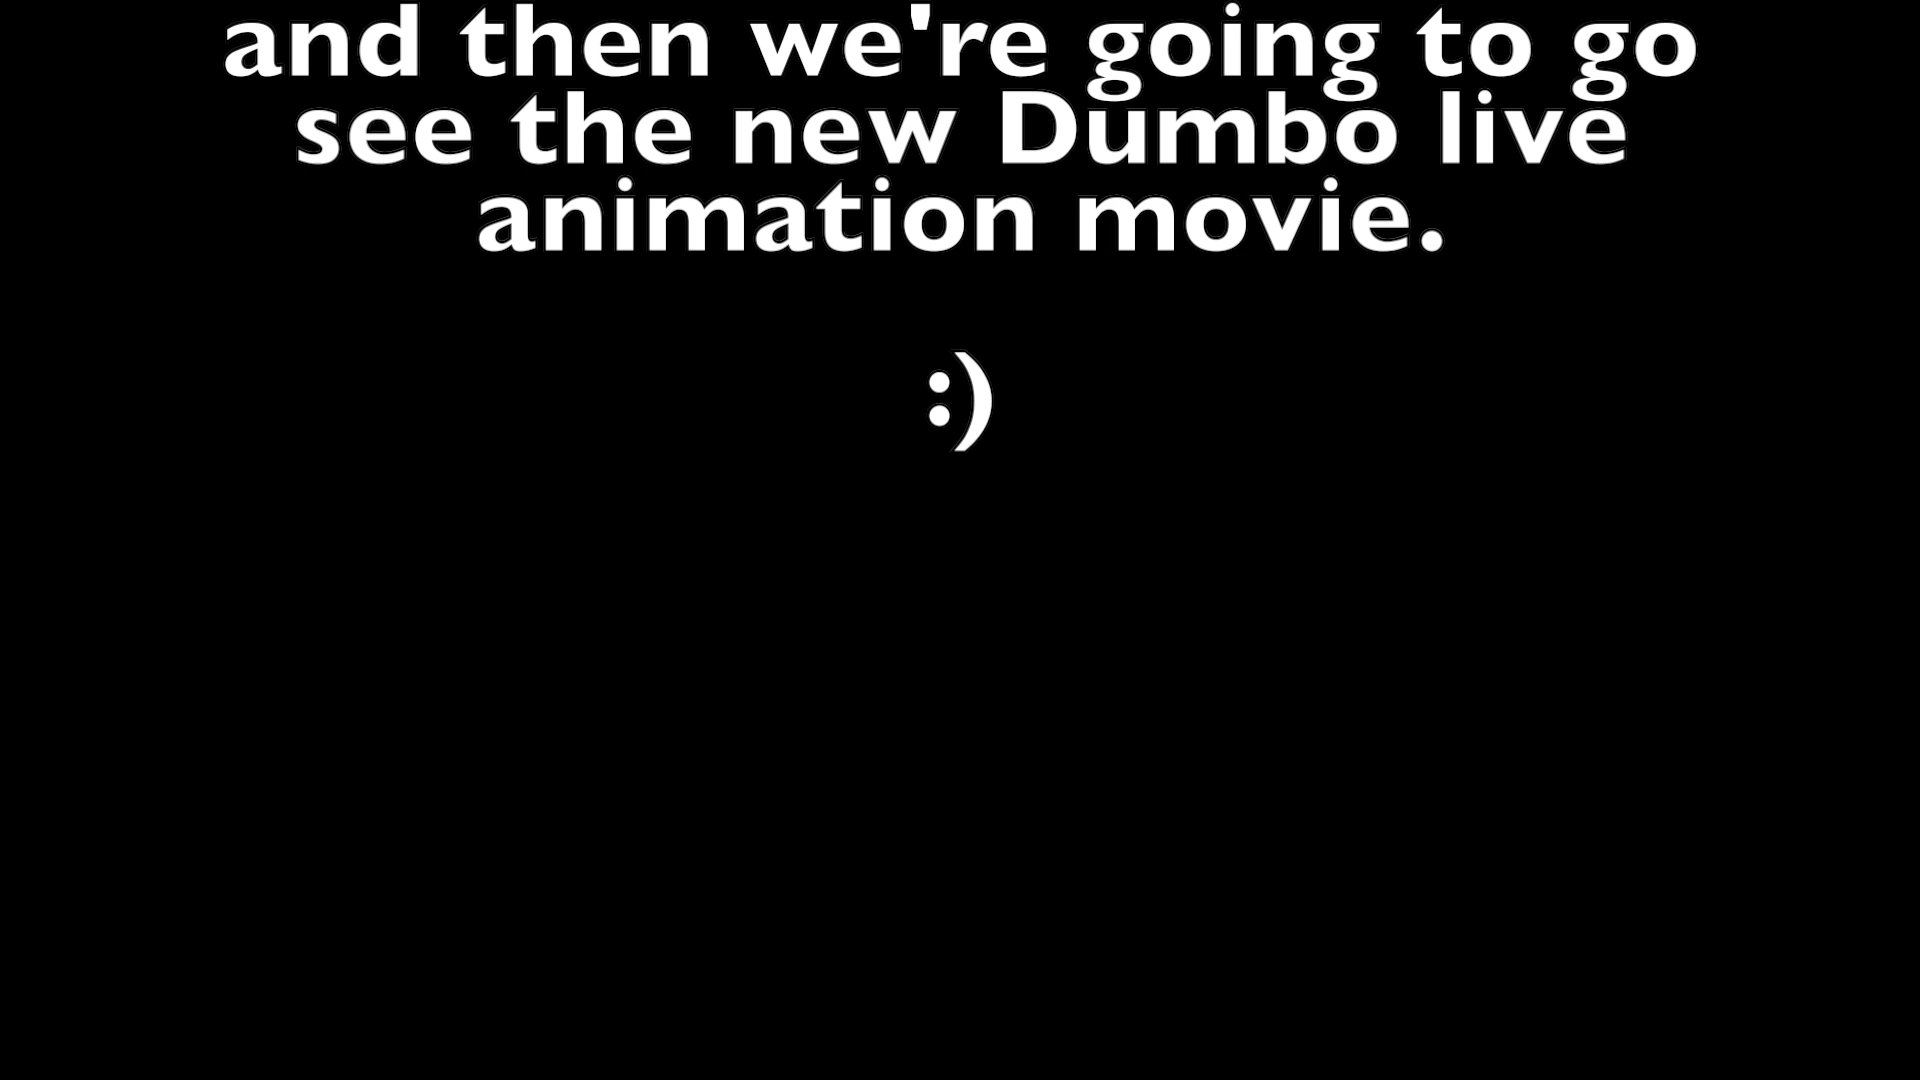 and then we're going to go
see the new Dumbo live
animation movie.
:)